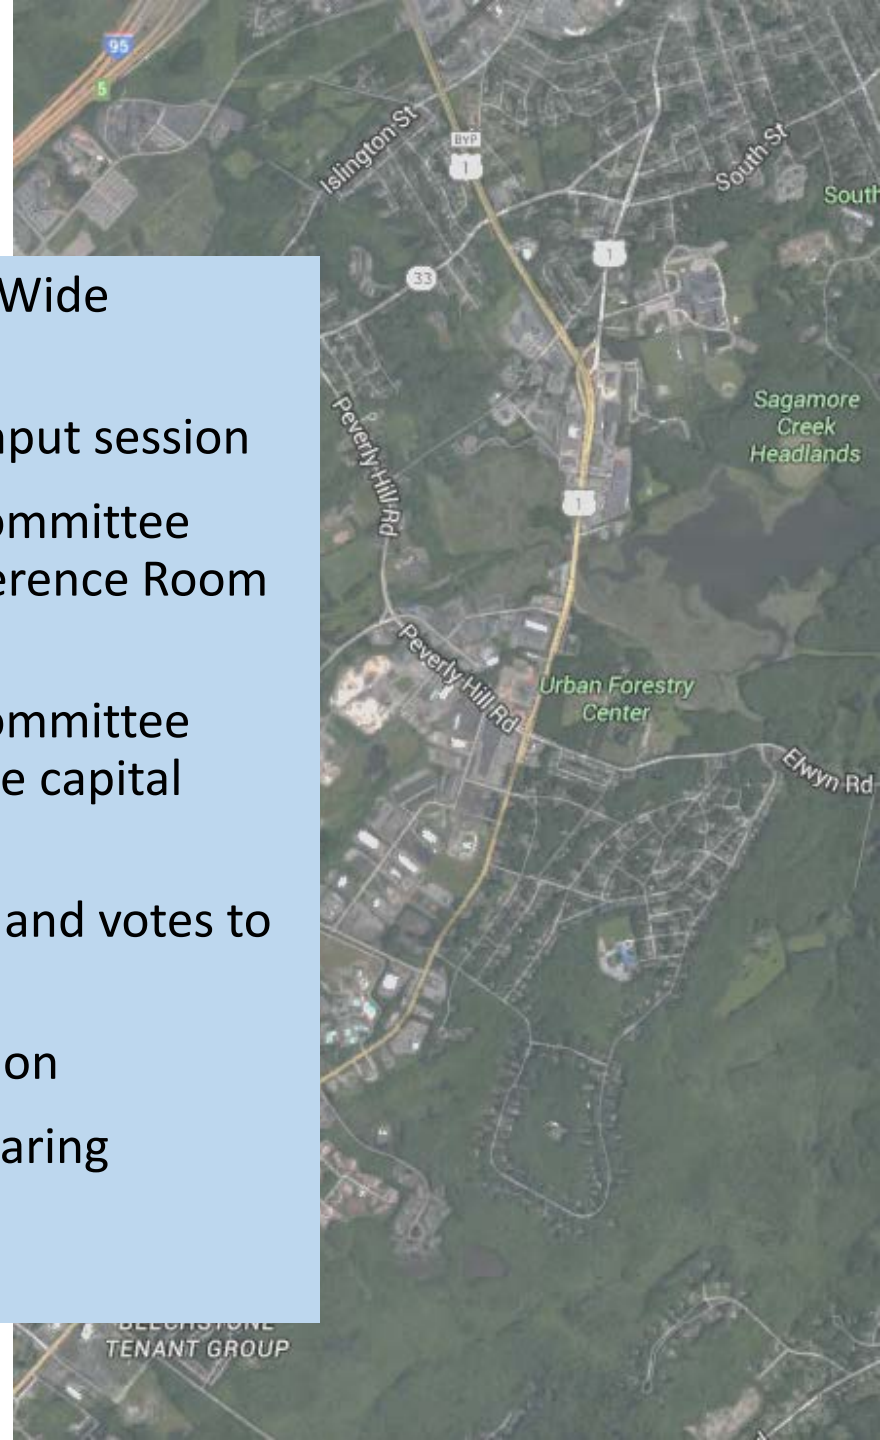 95
5
Islington St
BYP
1
South St
South
1
33
Wide
Peverly Hill Rd
Sagamore
Creek
Headlands
nput session
1
ommittee
erence Room
Peverly Hill Rd
Urban Forestry
Center
ommittee
e capital
Elwyn Rd
and votes to
on
aring
BEECHSTONE
TENANT GROUP